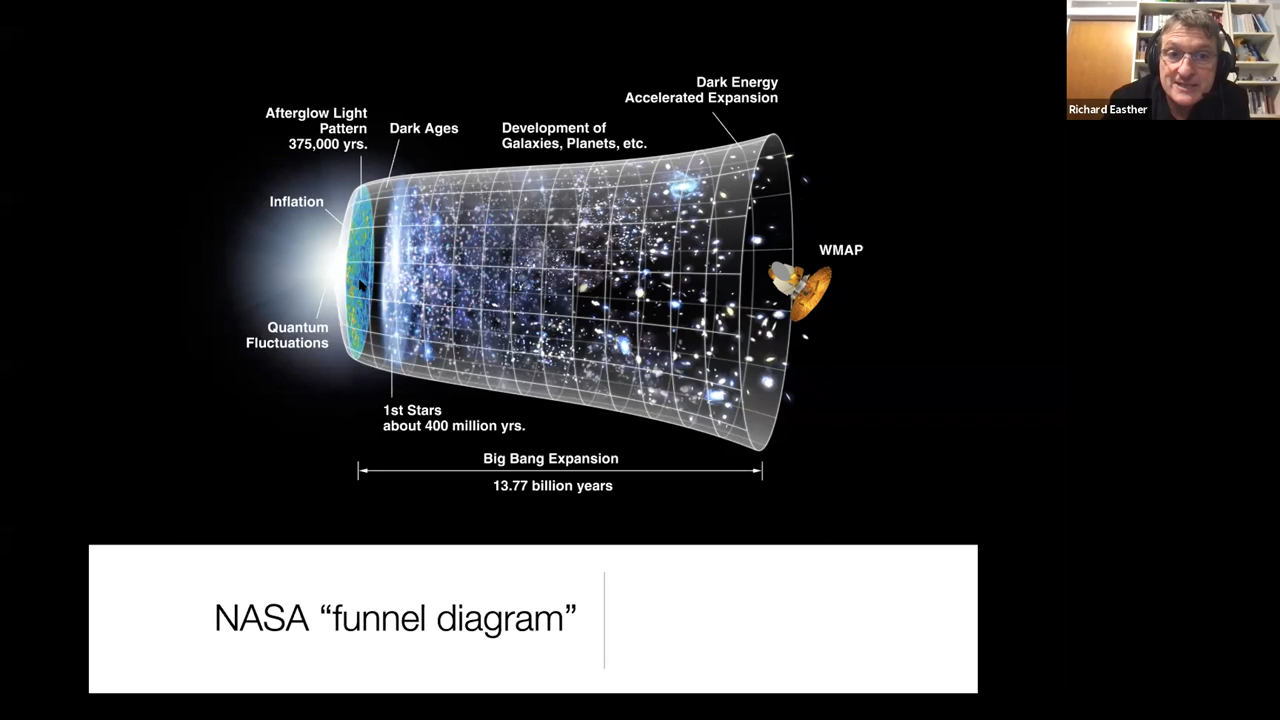 Richard Easther
Dark Energy
Accelerated Expansion
Afterglow Light
Pattern
375,000 yrs.
Dark Ages
Development of
Galaxies, Planets, etc.
Inflation
WMAP
Quantum
Fluctuations
1st Stars
about 400 million yrs.
Big Bang Expansion
13.77 billion years
NASA “funnel diagram”